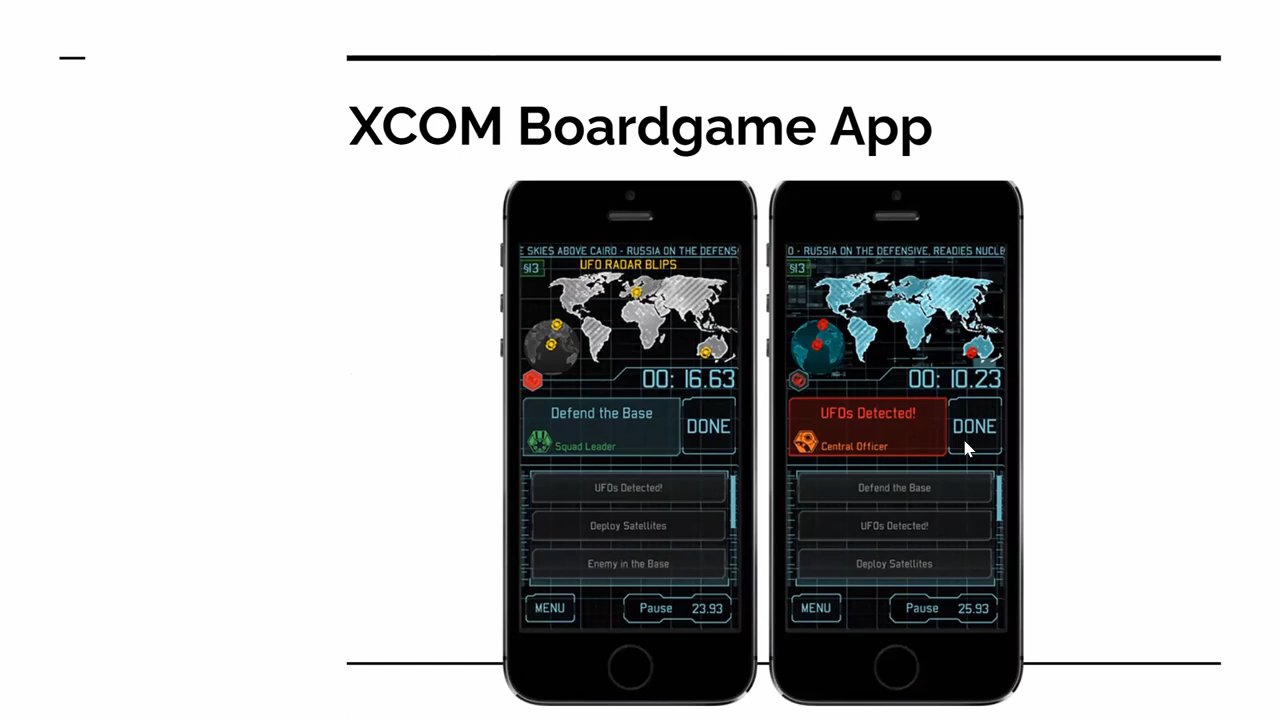 XCOM Boardgame App
E SKIES ABOVE CAIRO - RUSSIA ON THE DEFENS
§13
UFO RADAR BLIPS
00: 16.63
Defend the Base
Squad Leader
DONE
UFOs Detected!
Deploy Satellites
Enemy in the Base
MENU
Pause 23.93
O - RUSSIA ON THE DEFENSIVE, READIES NUCLE
§13
00: 10.23
UFOs Detected!
Central Officer
DONE
Defend the Base
UFOs Detected!
Deploy Satellites
MENU
Pause 25.93